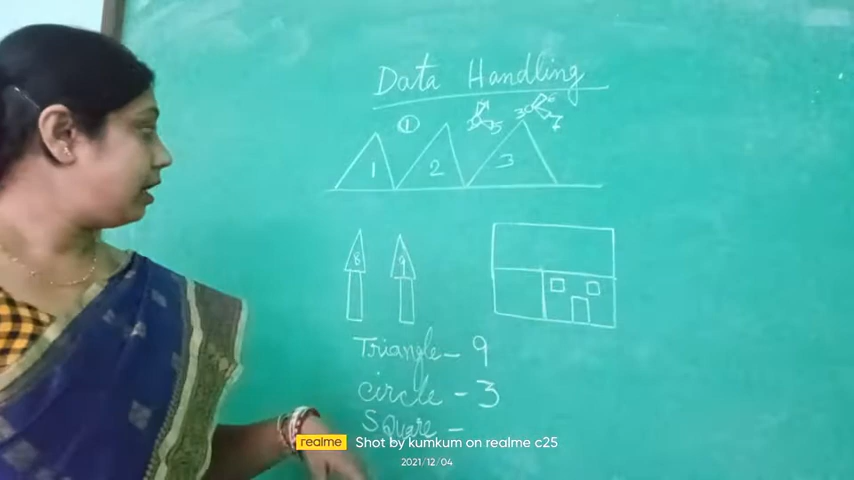 Data Handling
1
1 2 3
8 9
Triangle - 9
circle - 3
Square -
realme Shot by kumkum on realme c25
2021/12/04